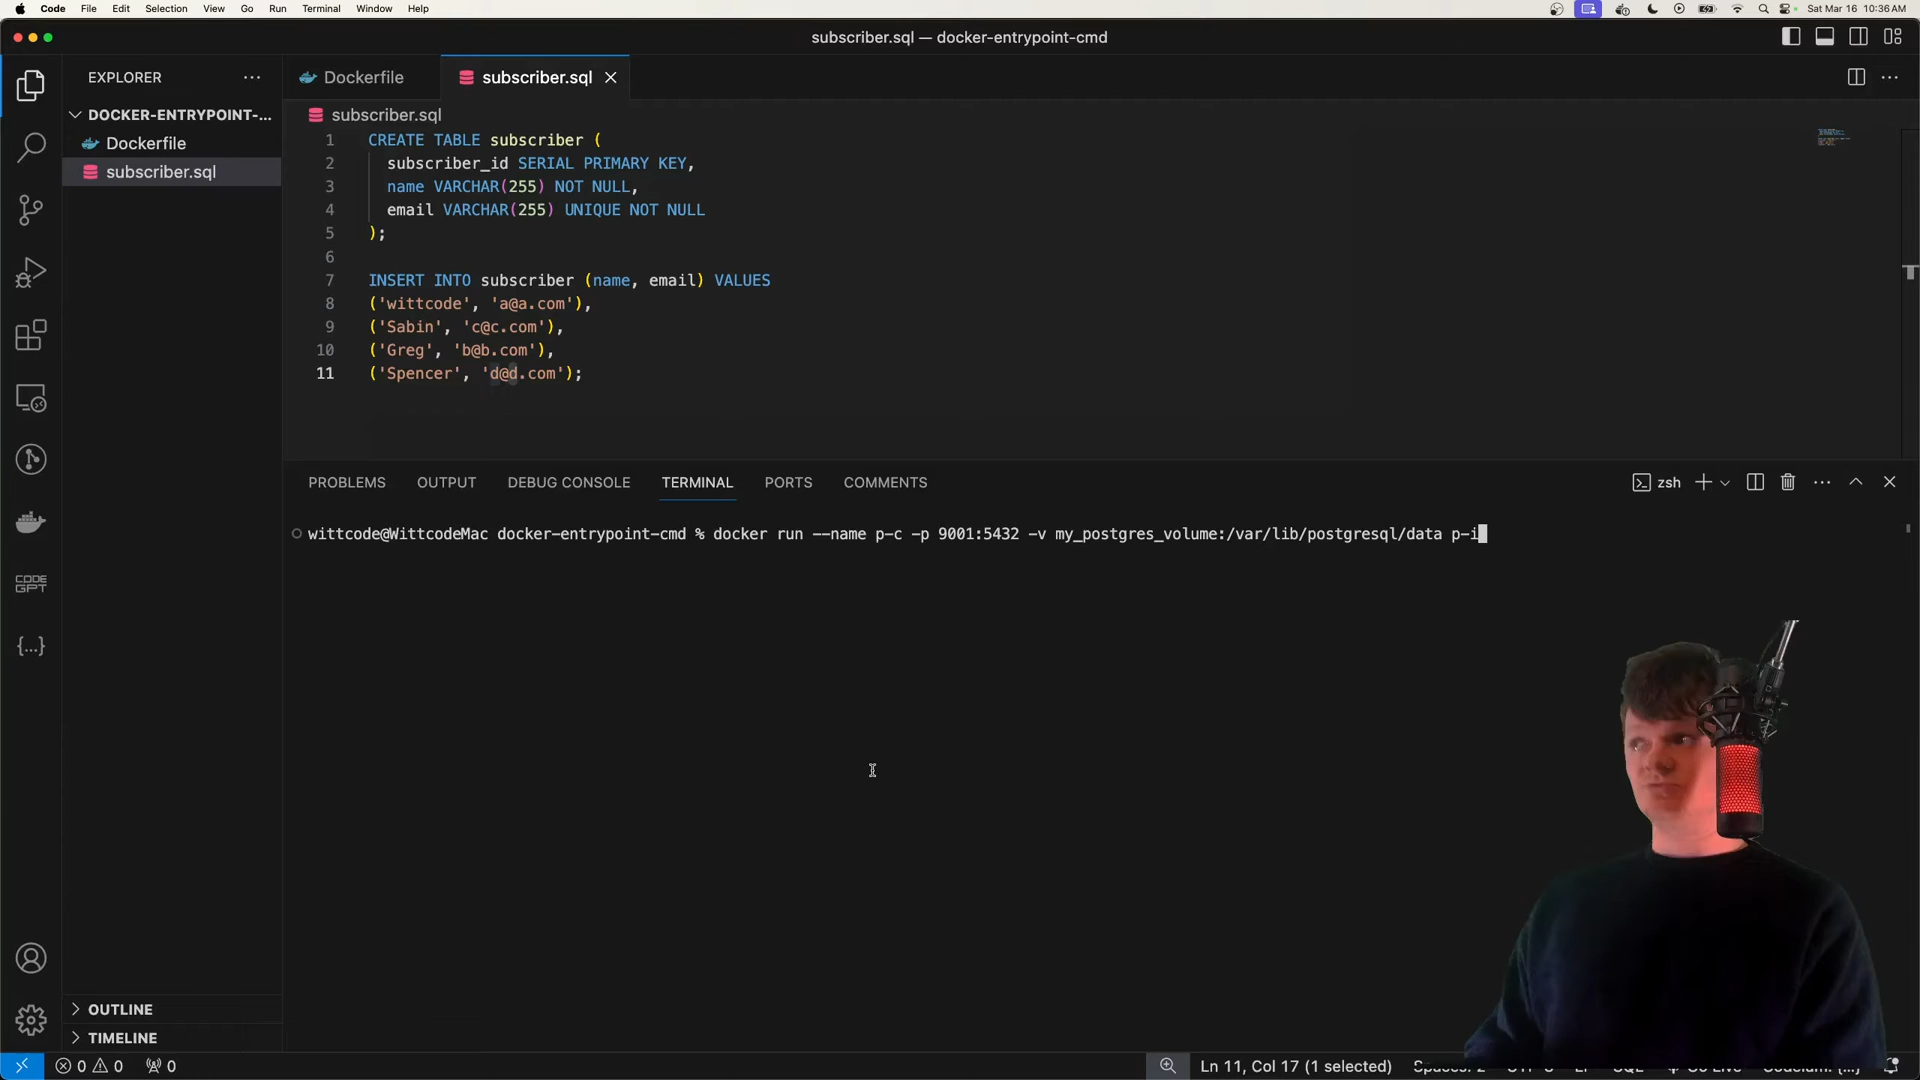 Code File Edit Selection View Go Run Terminal Window Help
Sat Mar 16 10:36 AM
subscriber.sql — docker-entrypoint-cmd
EXPLORER
Dockerfile
subscriber.sql
DOCKER-ENTRYPOINT-...
Dockerfile
subscriber.sql
subscriber.sql
1 CREATE TABLE subscriber (
2 subscriber_id SERIAL PRIMARY KEY,
3 name VARCHAR(255) NOT NULL,
4 email VARCHAR(255) UNIQUE NOT NULL
5 );
6
7 INSERT INTO subscriber (name, email) VALUES
8 ('wittcode', 'a@a.com'),
9 ('Sabin', 'c@c.com'),
10 ('Greg', 'b@b.com'),
11 ('Spencer', 'd@d.com');
PROBLEMS OUTPUT DEBUG CONSOLE TERMINAL PORTS COMMENTS
zsh
wittcode@WittcodeMac docker-entrypoint-cmd % docker run --name p-c -p 9001:5432 -v my_postgres_volume:/var/lib/postgresql/data p-i
CODE
GPT
{...}
OUTLINE
TIMELINE
0 0 0
Ln 11, Col 17 (1 selected)